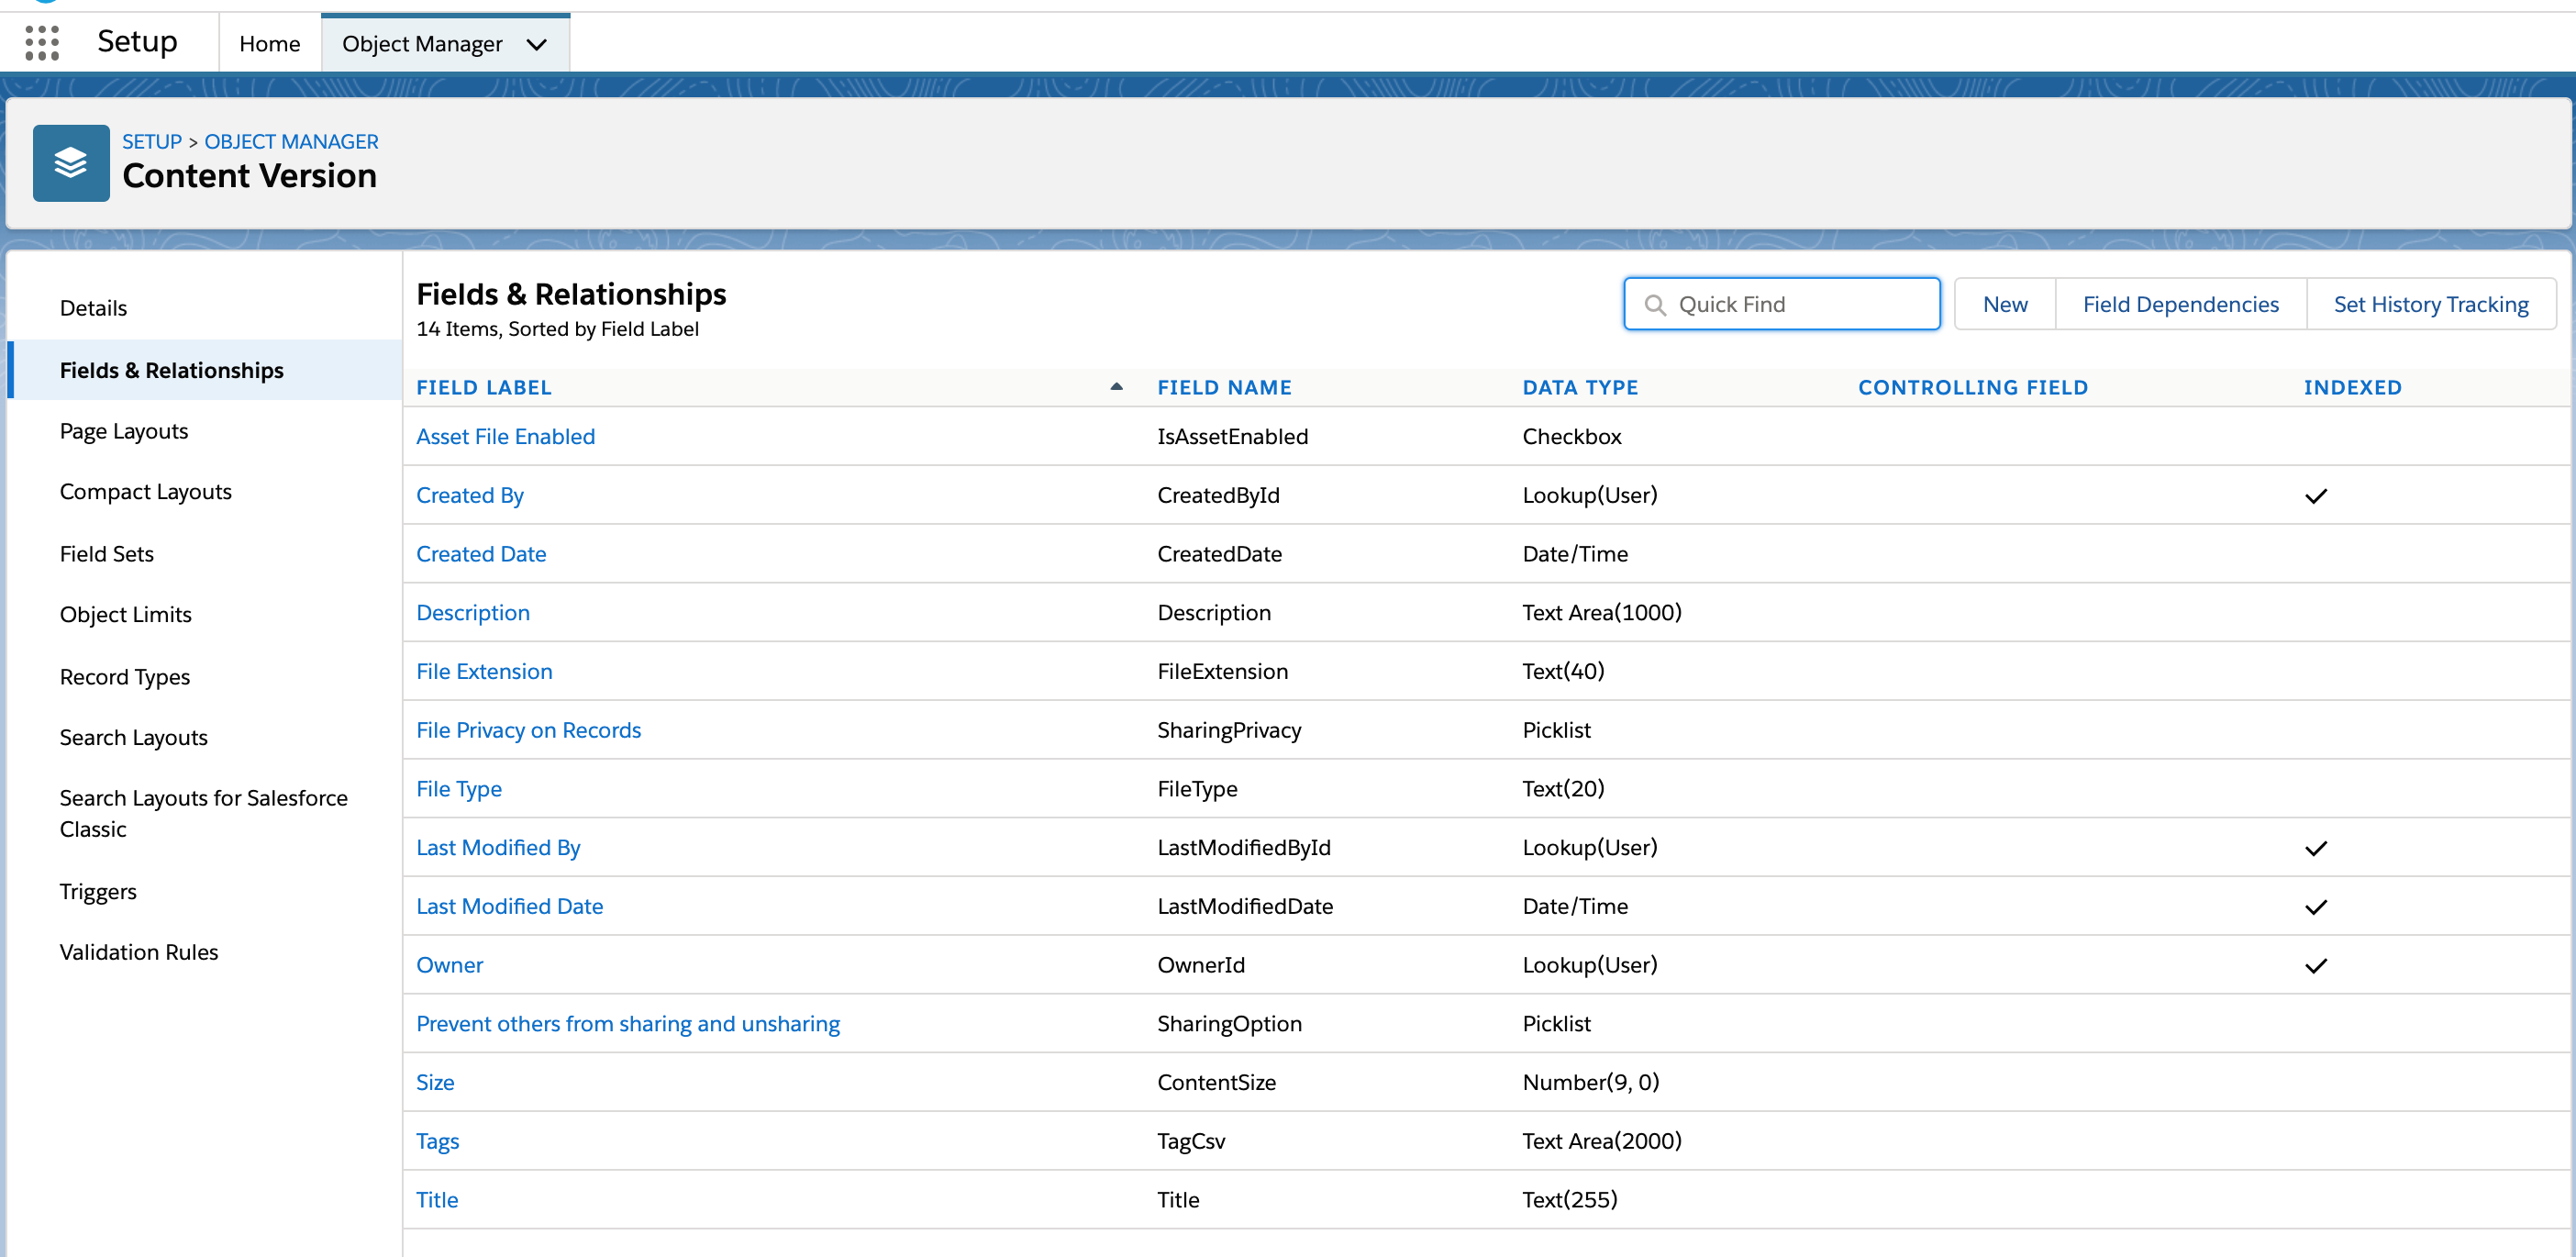 Setup
Home
Object Manager
SETUP > OBJECT MANAGER
Content Version
Details
Fields & Relationships
Page Layouts
Compact Layouts
Field Sets
Object Limits
Record Types
Search Layouts
Search Layouts for Salesforce
Classic
Triggers
Validation Rules
Fields & Relationships
14 Items, Sorted by Field Label
Quick Find
New
Field Dependencies
Set History Tracking
FIELD LABEL FIELD NAME DATA TYPE CONTROLLING FIELD INDEXED
Asset File Enabled IsAssetEnabled Checkbox
Created By CreatedById Lookup(User)
Created Date CreatedDate Date/Time
Description Description Text Area(1000)
File Extension FileExtension Text(40)
File Privacy on Records SharingPrivacy Picklist
File Type FileType Text(20)
Last Modified By LastModifiedById Lookup(User)
Last Modified Date LastModifiedDate Date/Time
Owner OwnerId Lookup(User)
Prevent others from sharing and unsharing SharingOption Picklist
Size ContentSize Number(9, 0)
Tags TagCsv Text Area(2000)
Title Title Text(255)